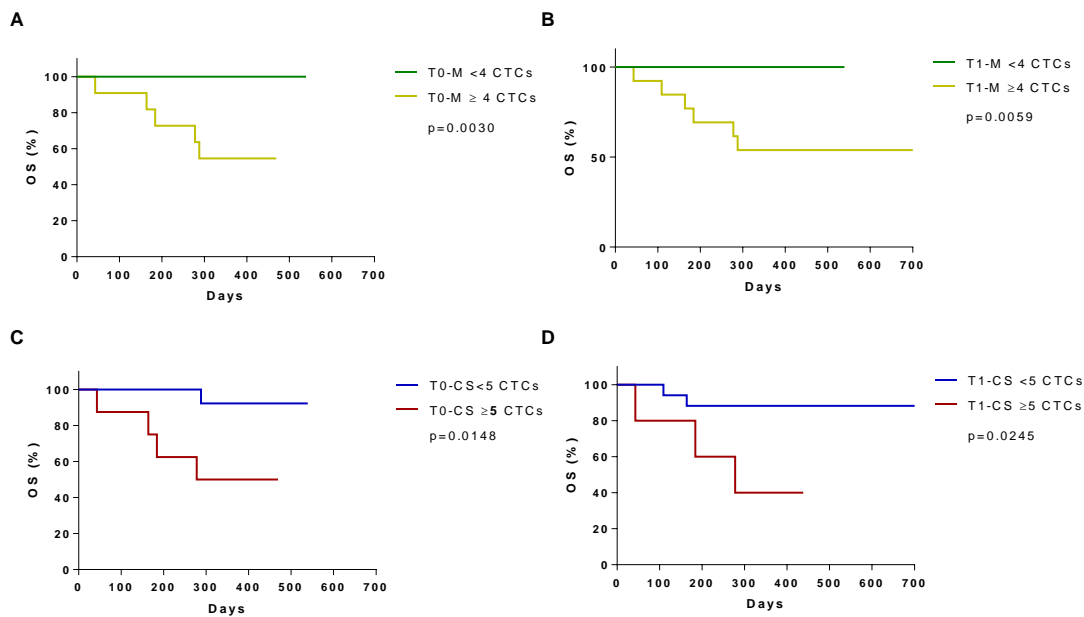 A
T0-M <4 CTCs
T0-M ≥ 4 CTCs
p=0.0030
OS (%)
100
80
60
40
20
0
0 100 200 300 400 500 600 700
Days
B
T1-M <4 CTCs
T1-M ≥4 CTCs
p=0.0059
OS (%)
100
50
0
0 100 200 300 400 500 600 700
Days
C
T0-CS<5 CTCs
T0-CS ≥5 CTCs
p=0.0148
OS (%)
100
80
60
40
20
0
0 100 200 300 400 500 600 700
Days
D
T1-CS <5 CTCs
T1-CS ≥5 CTCs
p=0.0245
OS (%)
100
80
60
40
20
0
0 100 200 300 400 500 600 700
Days